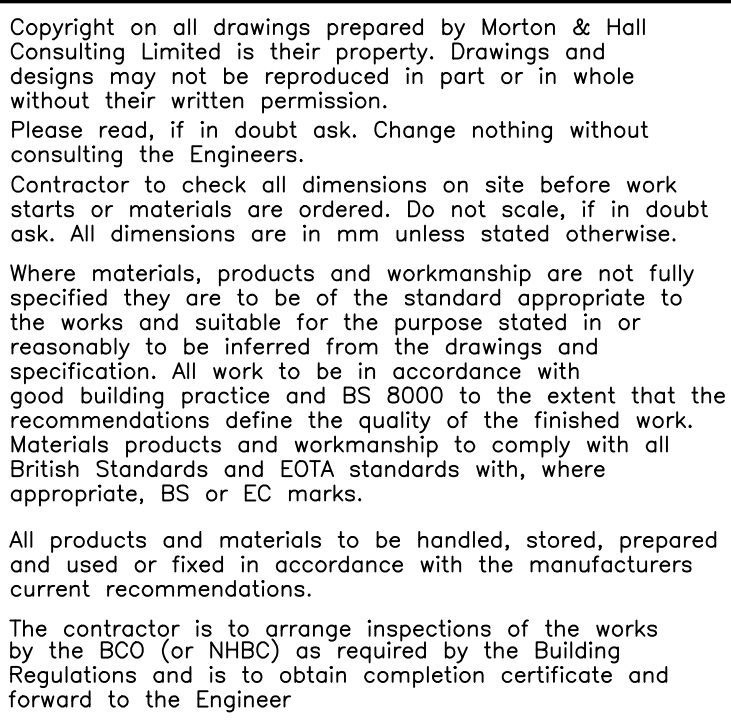 Copyright on all drawings prepared by Morton & Hall
Consulting Limited is their property. Drawings and
designs may not be reproduced in part or in whole
without their written permission.
Please read, if in doubt ask. Change nothing without
consulting the Engineers.
Contractor to check all dimensions on site before work
starts or materials are ordered. Do not scale, if in doubt
ask. All dimensions are in mm unless stated otherwise.
Where materials, products and workmanship are not fully
specified they are to be of the standard appropriate to
the works and suitable for the purpose stated in or
reasonably to be inferred from the drawings and
specification. All work to be in accordance with
good building practice and BS 8000 to the extent that the
recommendations define the quality of the finished work.
Materials products and workmanship to comply with all
British Standards and EOTA standards with, where
appropriate, BS or EC marks.
All products and materials to be handled, stored, prepared
and used or fixed in accordance with the manufacturers
current recommendations.
The contractor is to arrange inspections of the works
by the BCO (or NHBC) as required by the Building
Regulations and is to obtain completion certificate and
forward to the Engineer